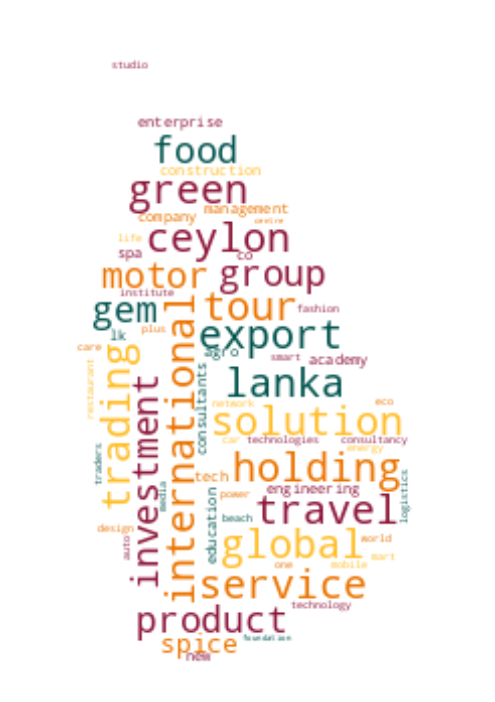 studio
enterprise
food
construction
green
management
company
centre
life
ceylon
spa
co
motor
group
institute
gem
tour
fashion
lk
plus
export
care
agro
smart
academy
trading
international
restaurant
investment
consultants
lanka
network
eco
solution
car
technologies
consultancy
energy
traders
tech
holding
media
education
power
engineering
logistics
beach
travel
design
auto
global
world
mart
one
mobile
service
technology
product
spice
foundation
new